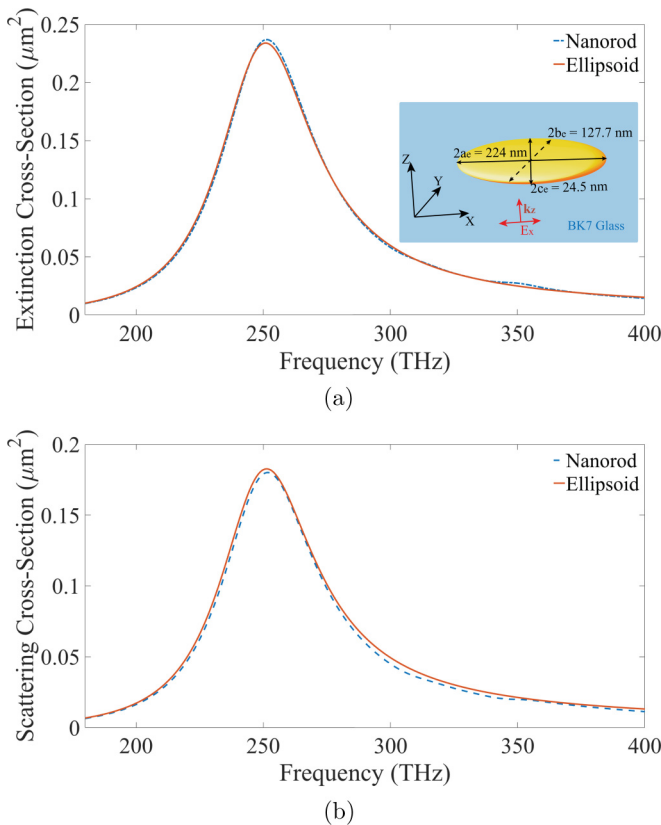 0.25
0.2
0.15
0.1
0.05
0
Extinction Cross-Section (μm²)
Nanorod
Ellipsoid
2bₑ = 127.7 nm
2aₑ = 224 nm
2cₑ = 24.5 nm
Z
Y
X
kz
Eₓ
BK7 Glass
200 250 300 350 400
Frequency (THz)
(a)
0.2
0.15
0.1
0.05
0
Scattering Cross-Section (μm²)
Nanorod
Ellipsoid
200 250 300 350 400
Frequency (THz)
(b)